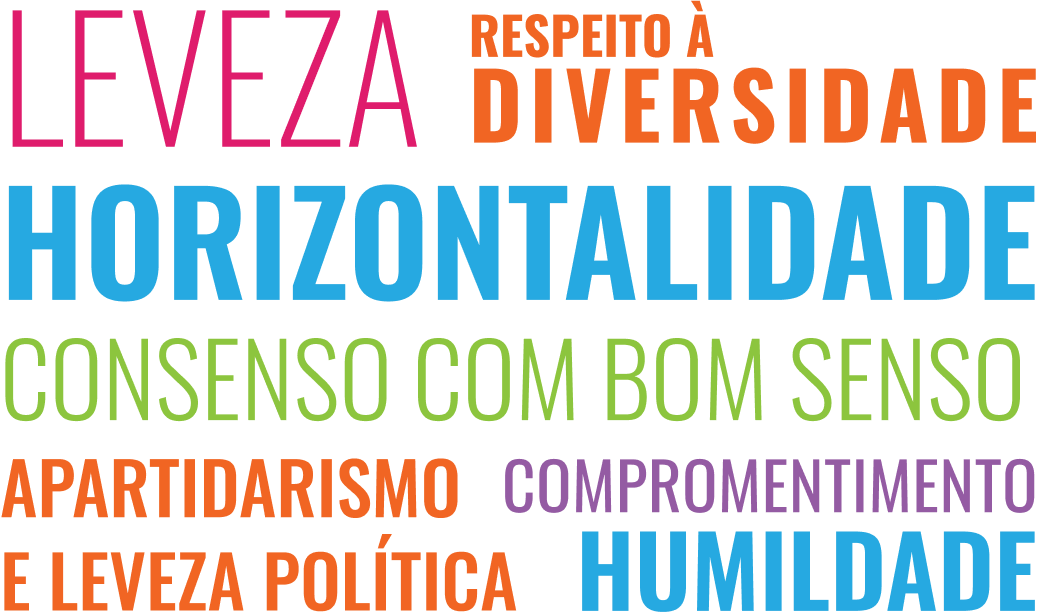 LEVEZA
RESPEITO À
DIVERSIDADE
HORIZONTALIDADE
CONSENSO COM BOM SENSO
APARTIDARISMO
E LEVEZA POLÍTICA
COMPROMENTIMENTO
HUMILDADE